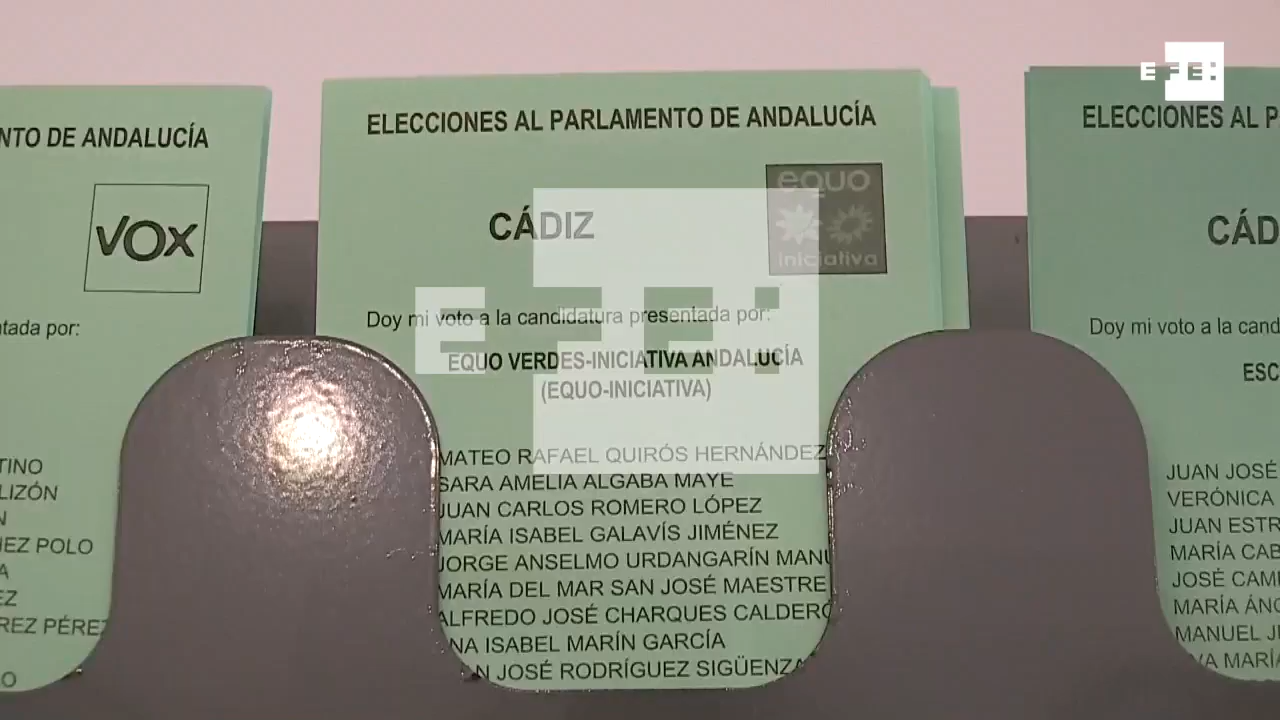 NTO DE ANDALUCÍA
VOX
tada por:
TINO
LIZÓN
N
EZ POLO
A
EZ
REZ PÉREZ
O
ELECCIONES AL PARLAMENTO DE ANDALUCÍA
equo
iniciativa
CÁDIZ
Doy mi voto a la candidatura presentada por:
EQUO VERDES-INICIATIVA ANDALUCÍA
(EQUO-INICIATIVA)
MATEO RAFAEL QUIRÓS HERNÁNDEZ
SARA AMELIA ALGABA MAYE
JUAN CARLOS ROMERO LÓPEZ
MARÍA ISABEL GALAVÍS JIMÉNEZ
JORGE ANSELMO URDANGARÍN MANU
MARÍA DEL MAR SAN JOSÉ MAESTRE
ALFREDO JOSÉ CHARQUES CALDERO
NA ISABEL MARÍN GARCÍA
N JOSÉ RODRÍGUEZ SIGÜENZA
EFE:
EFE:
ELECCIONES AL P
CÁD
Doy mi voto a la cand
ESC
JUAN JOSÉ
VERÓNICA
JUAN ESTR
MARÍA CAB
JOSÉ CAM
MARÍA ÁN
MANUEL J
VA MARÍA